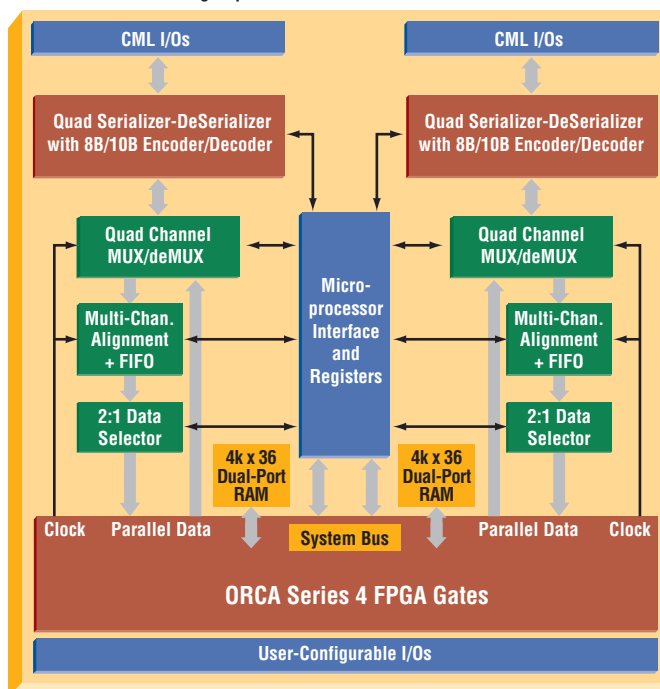 CML I/Os
CML I/Os
Quad Serializer-DeSerializer
with 8B/10B Encoder/Decoder
Quad Serializer-DeSerializer
with 8B/10B Encoder/Decoder
Quad Channel
MUX/deMUX
Quad Channel
MUX/deMUX
Micro-
processor
Interface
and
Registers
Multi-Chan.
Alignment
+ FIFO
Multi-Chan.
Alignment
+ FIFO
2:1 Data
Selector
2:1 Data
Selector
4k x 36
Dual-Port
RAM
4k x 36
Dual-Port
RAM
Clock
Parallel Data
System Bus
Parallel Data
Clock
ORCA Series 4 FPGA Gates
User-Configurable I/Os